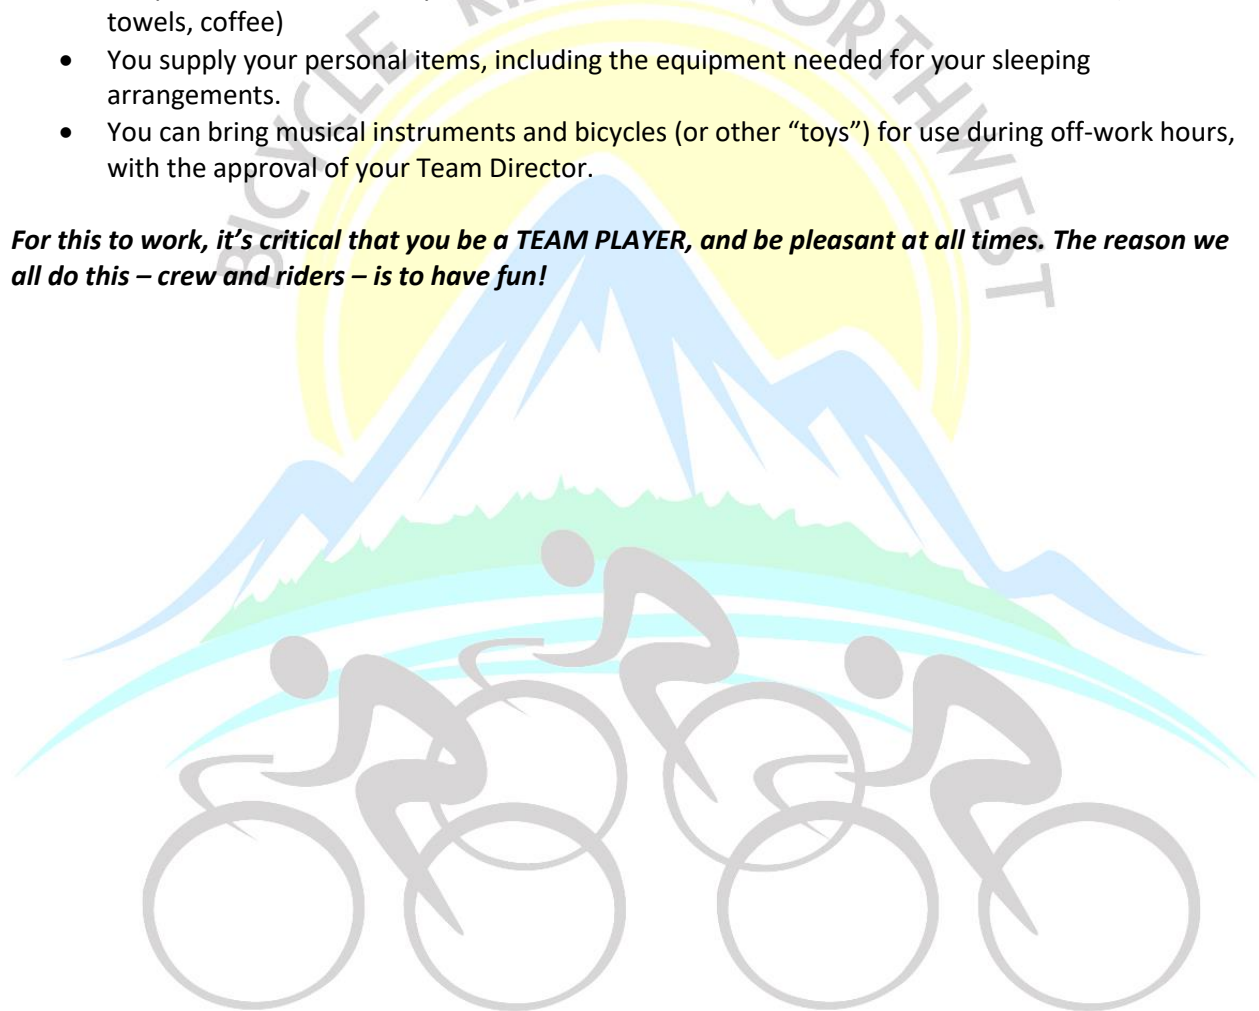 towels, coffee)
• You supply your personal items, including the equipment needed for your sleeping
arrangements.
• You can bring musical instruments and bicycles (or other “toys”) for use during off-work hours,
with the approval of your Team Director.
For this to work, it’s critical that you be a TEAM PLAYER, and be pleasant at all times. The reason we
all do this – crew and riders – is to have fun!
BICYCLE
NORTHWEST